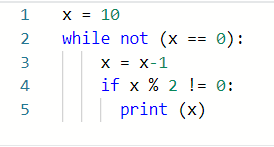 1 x = 10
2 while not (x == 0):
3 x = x-1
4 if x % 2 != 0:
5 print (x)